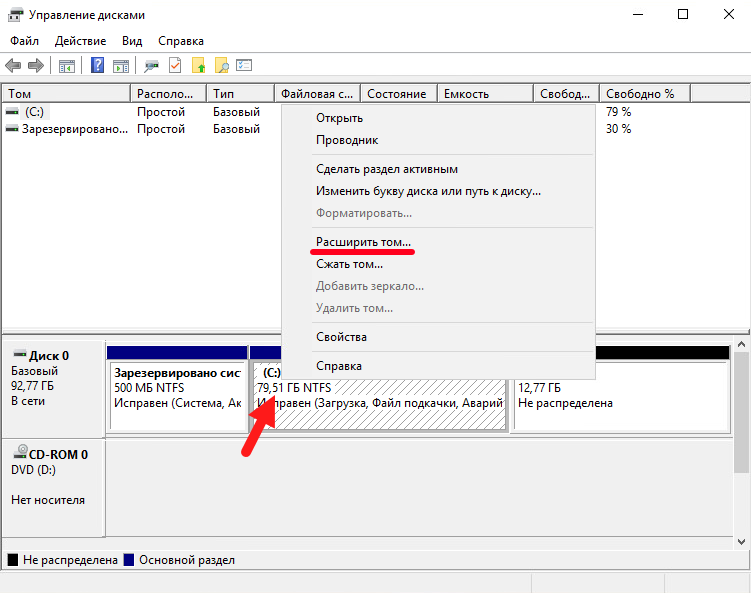 Управление дисками
Файл Действие Вид Справка
Том Располо... Тип Файловая с... Состояние Емкость Свобод... Свободно %
(C:) Простой Базовый 79 %
Зарезервировано... Простой Базовый 30 %
Открыть
Проводник
Сделать раздел активным
Изменить букву диска или путь к диску...
Форматировать...
Расширить том...
Сжать том...
Добавить зеркало...
Удалить том...
Свойства
Справка
Диск 0
Базовый
92,77 ГБ
В сети
Зарезервировано сис
500 МБ NTFS
Исправен (Система, Ак
(C:)
79,51 ГБ NTFS
Исправен (Загрузка, Файл подкачки, Аварий
12,77 ГБ
Не распределена
CD-ROM 0
DVD (D:)
Нет носителя
Не распределена Основной раздел